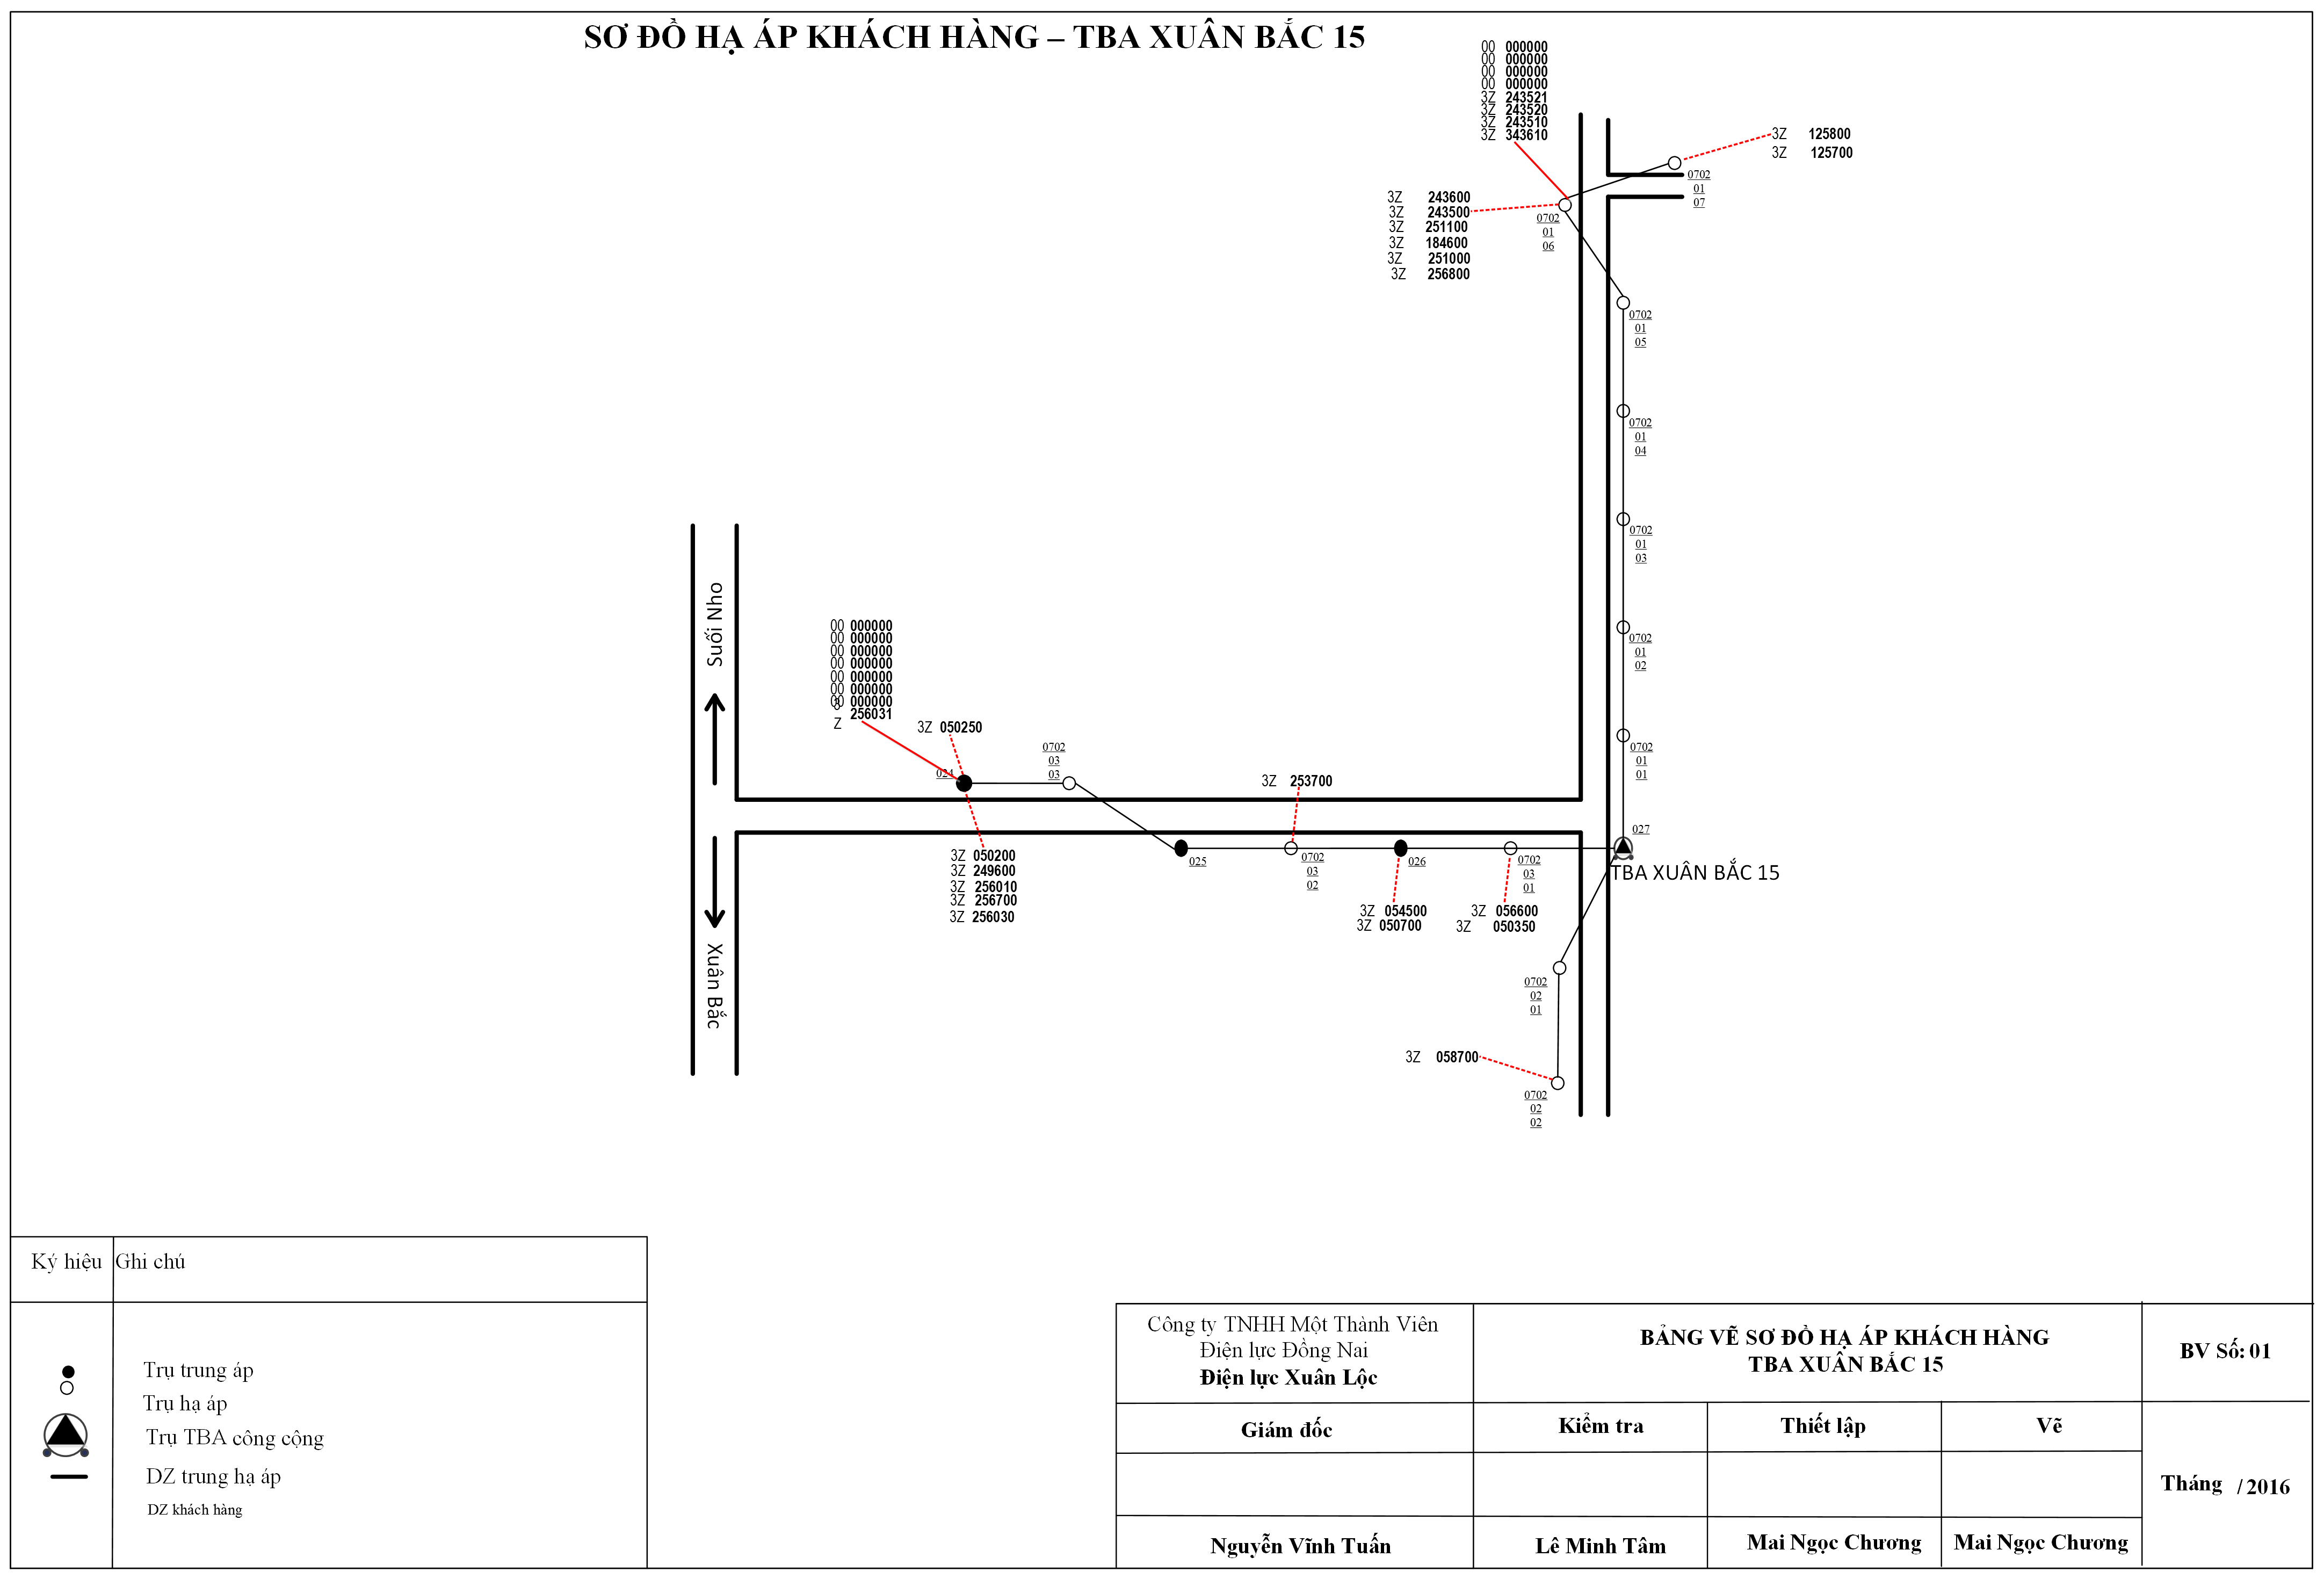 SƠ ĐỒ HẠ ÁP KHÁCH HÀNG – TBA XUÂN BẮC 15
00 000000
00 000000
00 000000
00 000000
3Z 243521
3Z 243520
3Z 243510
3Z 343610
3Z 125800
3Z 125700
0702
01
07
3Z 243600
3Z 243500
3Z 251100
3Z 184600
3Z 251000
3Z 256800
0702
01
06
0702
01
05
0702
01
04
0702
01
03
0702
01
02
0702
01
01
Suối Nho
Xuân Bắc
00 000000
00 000000
00 000000
00 000000
00 000000
00 000000
00 000000
3Z 256031
3Z 050250
024
0702
03
03
3Z 050200
3Z 249600
3Z 256010
3Z 256700
3Z 256030
025
3Z 253700
0702
03
02
026
3Z 054500
3Z 050700
0702
03
01
3Z 056600
3Z 050350
027
TBA XUÂN BẮC 15
0702
02
01
3Z 058700
0702
02
02
Ký hiệu Ghi chú
Trụ trung áp
Trụ hạ áp
Trụ TBA công cộng
DZ trung hạ áp
DZ khách hàng
Công ty TNHH Một Thành Viên
Điện lực Đồng Nai
Điện lực Xuân Lộc
BẢNG VẼ SƠ ĐỒ HẠ ÁP KHÁCH HÀNG
TBA XUÂN BẮC 15
BV Số: 01
Giám đốc
Kiểm tra
Thiết lập
Vẽ
Tháng / 2016
Nguyễn Vĩnh Tuấn
Lê Minh Tâm
Mai Ngọc Chương
Mai Ngọc Chương